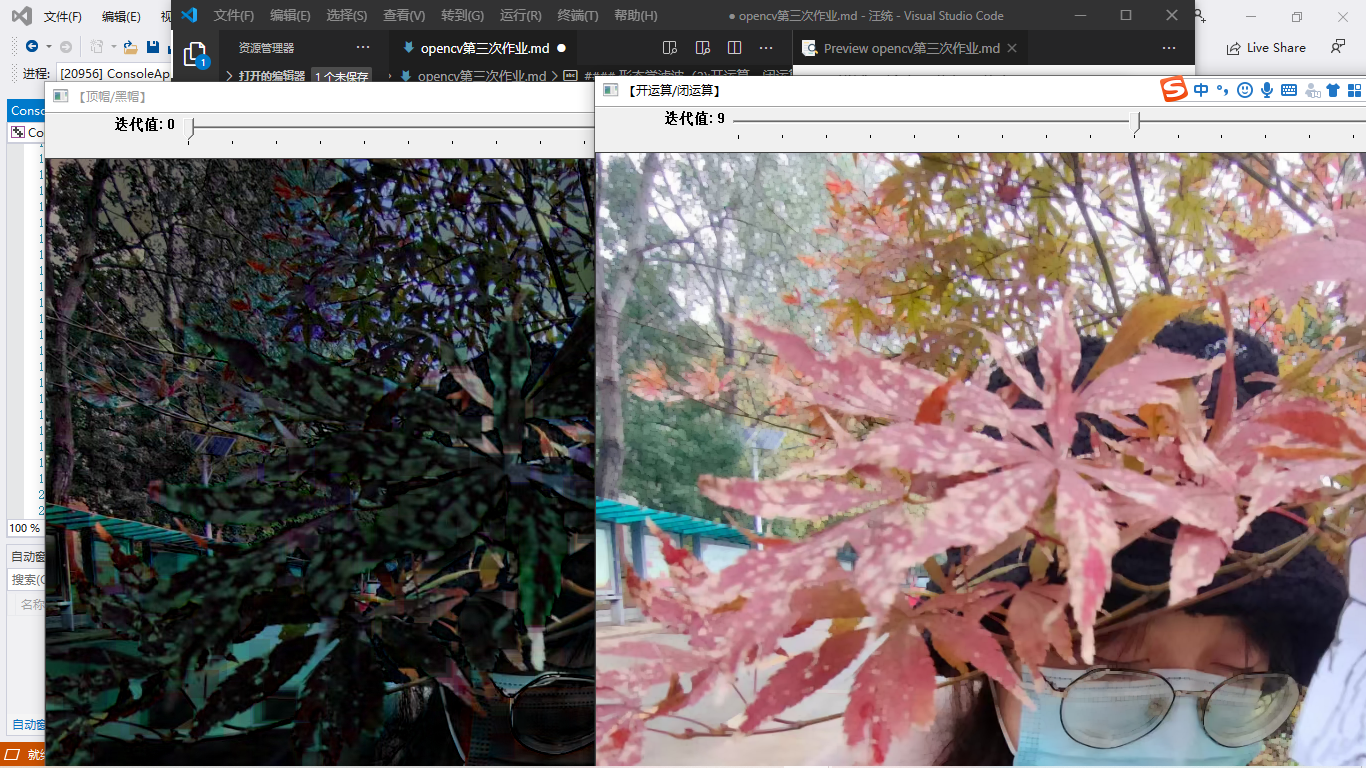 文件(F) 编辑(E)
文件(F) 编辑(E) 选择(S) 查看(V) 转到(G) 运行(R) 终端(T) 帮助(H) ● opencv第三次作业.md - 汪统 - Visual Studio Code
Live Share
资源管理器 ··· opencv第三次作业.md ● Preview opencv第三次作业.md
1
进程: [20956] ConsoleAp
打开的编辑器 1 个未保存 opencv第三次作业.md > abc
【顶帽/黑帽】
【开运算/闭运算】
中
Conso
迭代值: 0
迭代值: 9
Co
100 %
自动窗
搜索(C
名称
自动窗
就绪